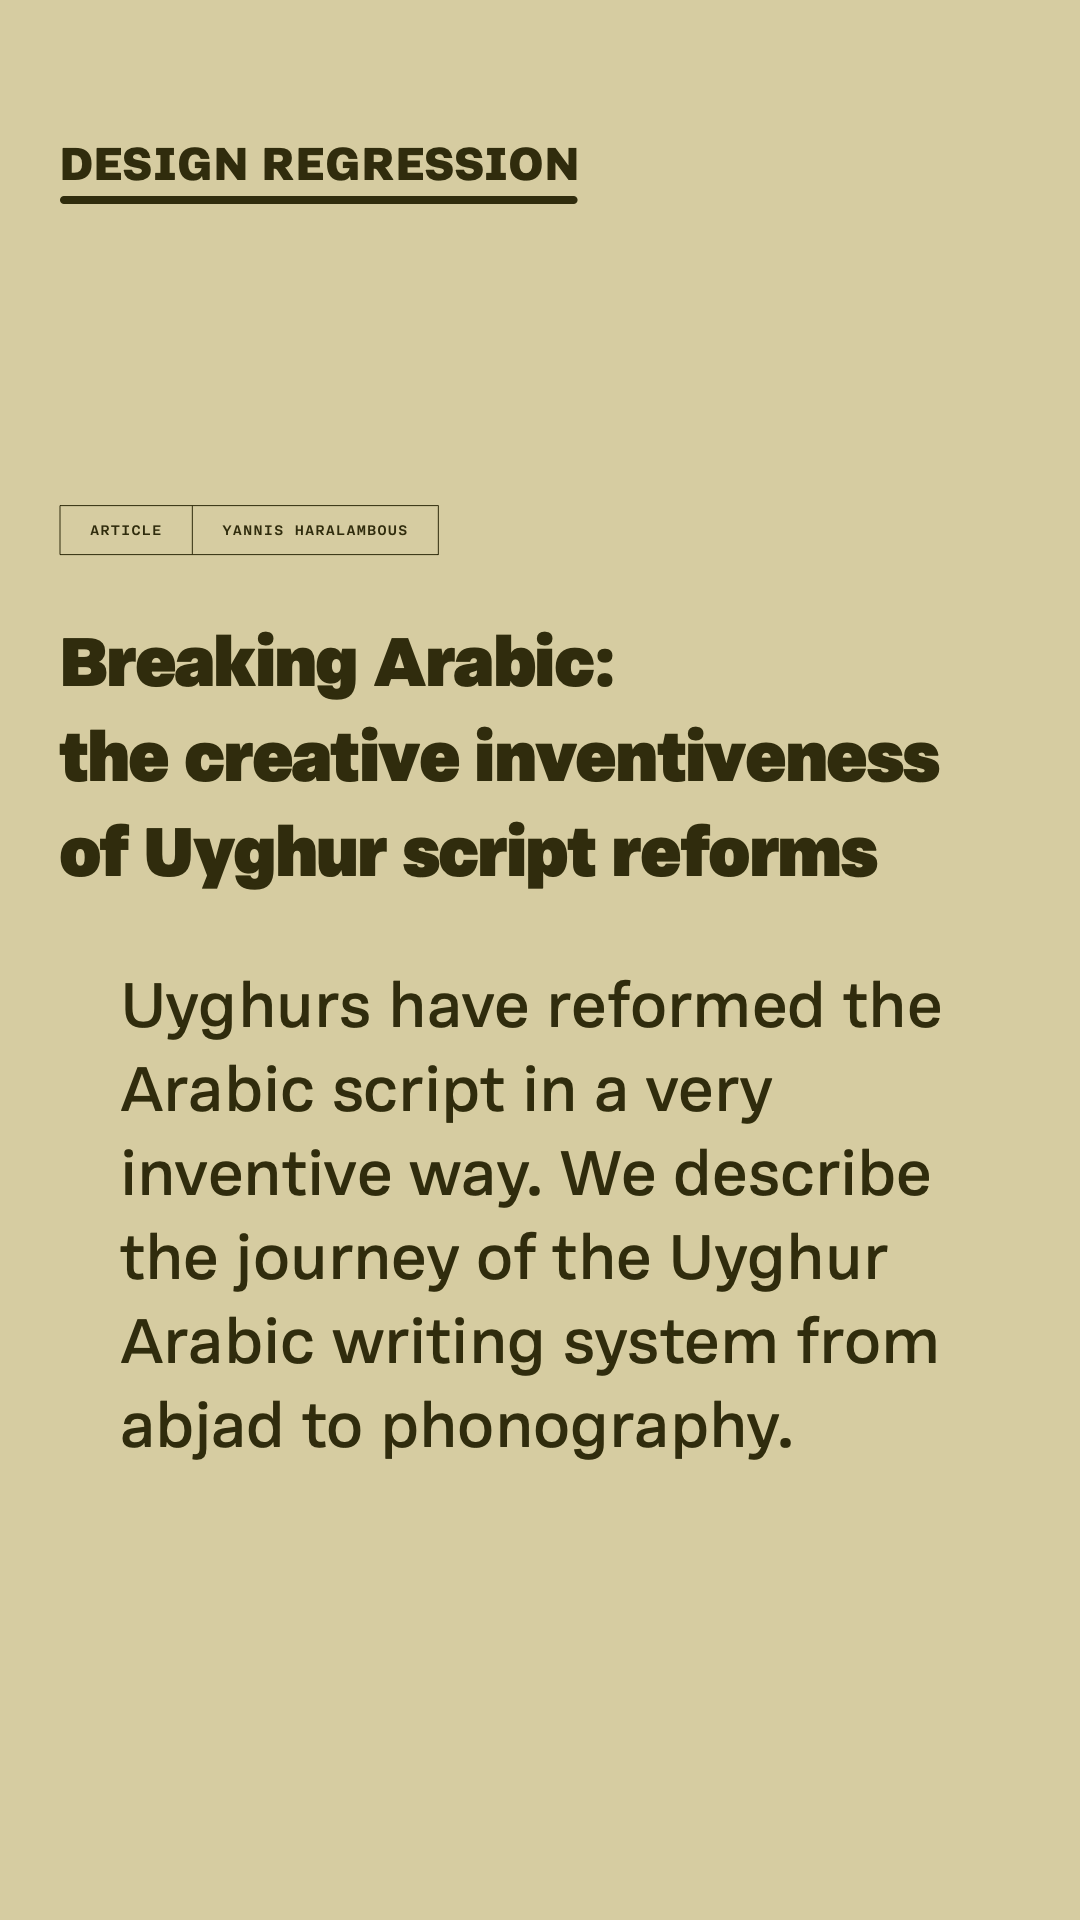 DESIGN REGRESSION
ARTICLE
YANNIS HARALAMBOUS
Breaking Arabic:
the creative inventiveness
of Uyghur script reforms
Uyghurs have reformed the
Arabic script in a very
inventive way. We describe
the journey of the Uyghur
Arabic writing system from
abjad to phonography.